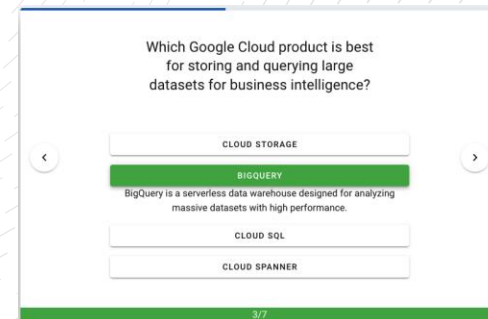 Which Google Cloud product is best
for storing and querying large
datasets for business intelligence?
CLOUD STORAGE
BIGQUERY
BigQuery is a serverless data warehouse designed for analyzing
massive datasets with high performance.
CLOUD SQL
CLOUD SPANNER
3/7